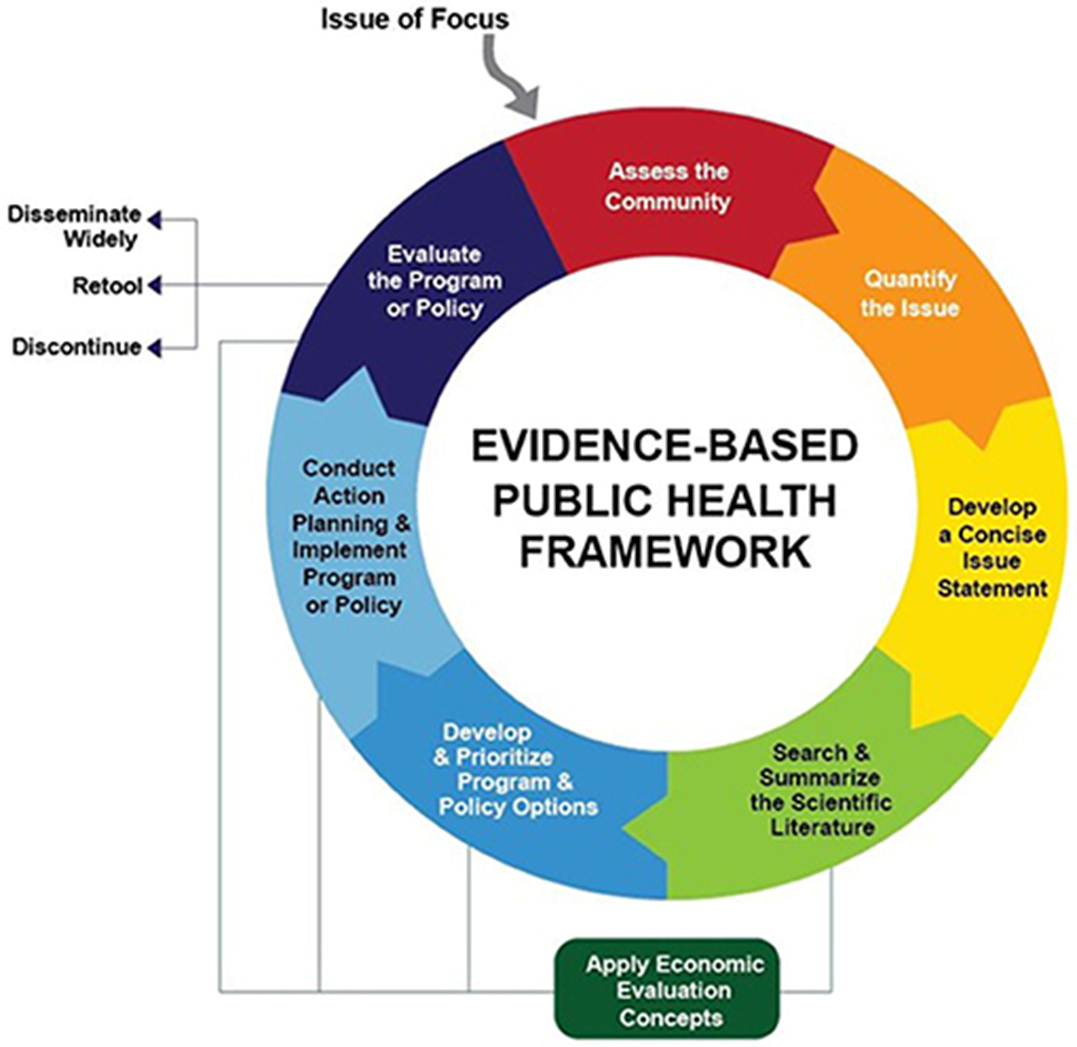 Issue of Focus
Assess the
Community
Quantify
the Issue
Develop
a Concise
Issue
Statement
Search &
Summarize
the Scientific
Literature
Develop
& Prioritize
Program &
Policy Options
Conduct
Action
Planning &
Implement
Program
or Policy
Evaluate
the Program
or Policy
Disseminate
Widely
Retool
Discontinue
EVIDENCE-BASED
PUBLIC HEALTH
FRAMEWORK
Apply Economic
Evaluation
Concepts